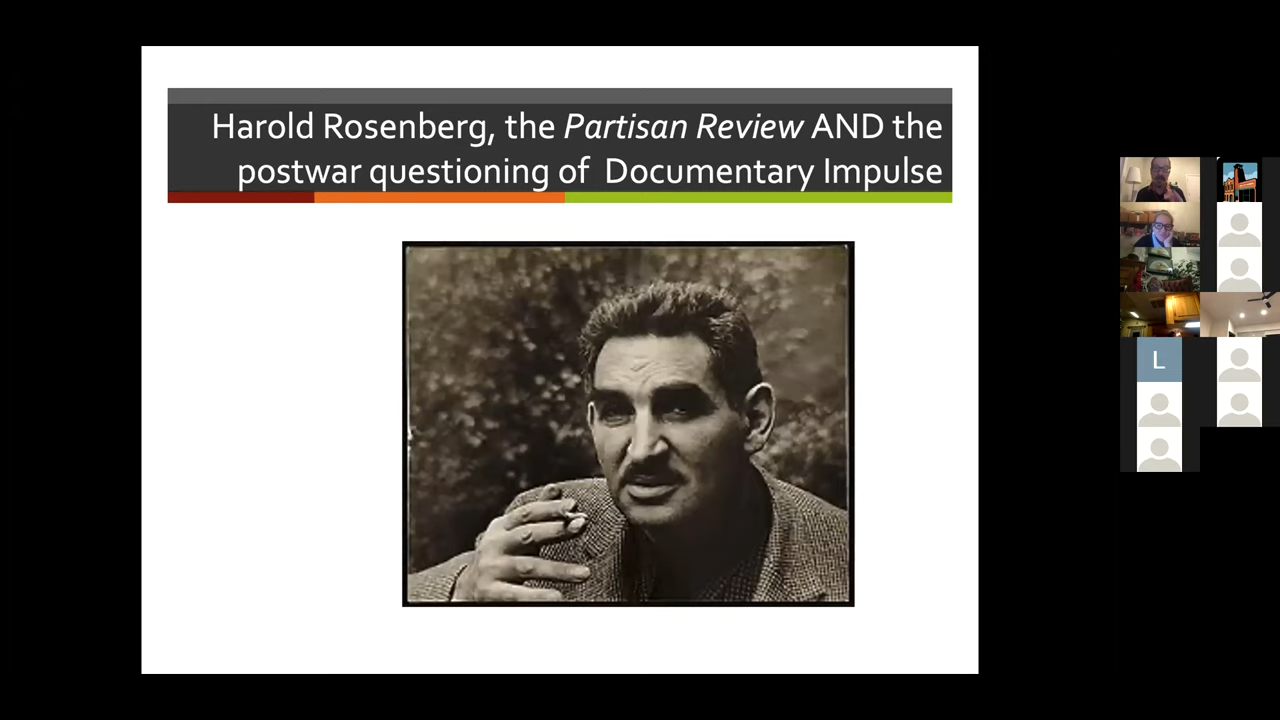 Harold Rosenberg, the Partisan Review AND the
postwar questioning of  Documentary Impulse
L